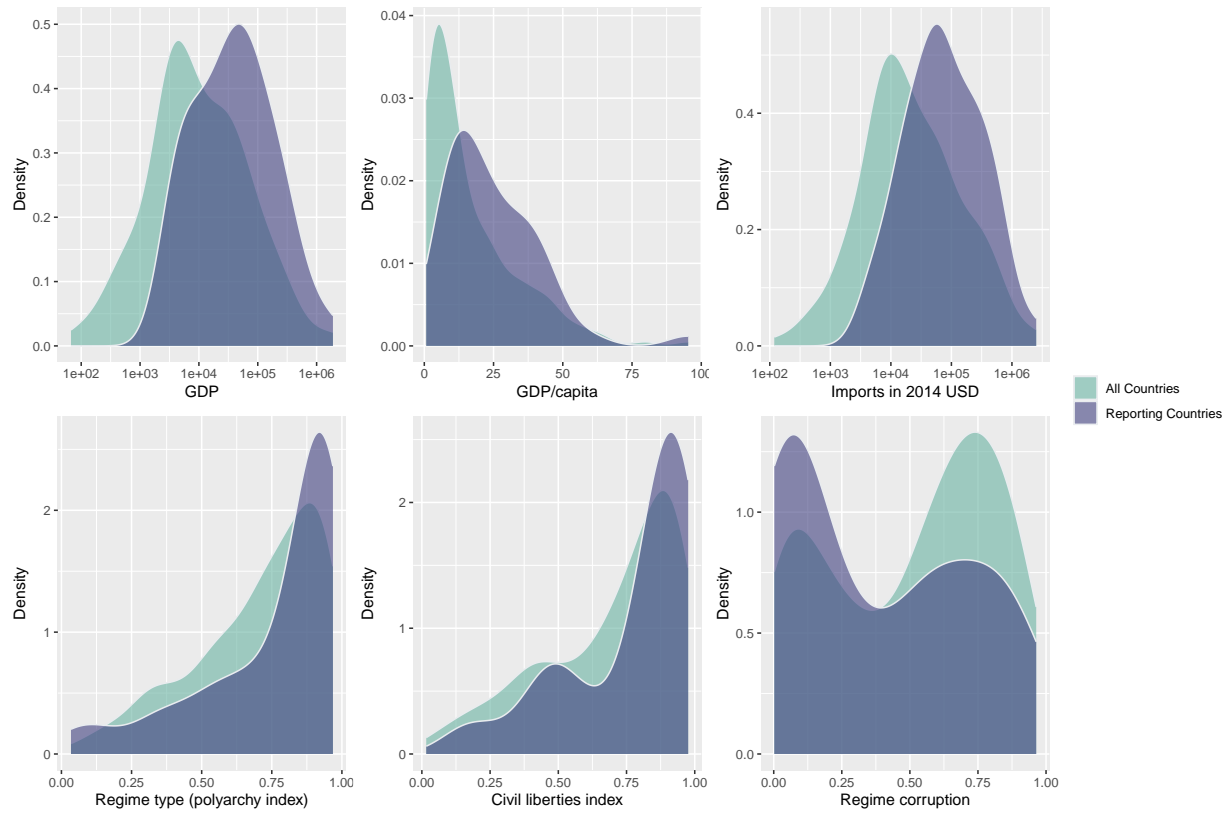 0.5
0.4
0.3
0.2
0.1
0.0
Density
1e+02 1e+03 1e+04 1e+05 1e+06
GDP
0.04
0.03
0.02
0.01
0.00
Density
0 25 50 75 100
GDP/capita
0.4
0.2
0.0
Density
1e+02 1e+03 1e+04 1e+05 1e+06
Imports in 2014 USD
All Countries
Reporting Countries
2
1
0
Density
0.00 0.25 0.50 0.75 1.00
Regime type (polyarchy index)
2
1
0
Density
0.00 0.25 0.50 0.75 1.00
Civil liberties index
1.0
0.5
0.0
Density
0.00 0.25 0.50 0.75 1.00
Regime corruption